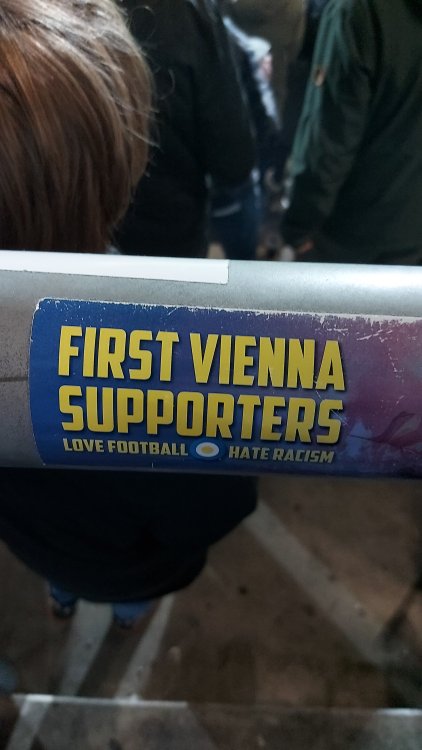 FIRST VIENNA
SUPPORTERS
LOVE FOOTBALL HATE RACISM